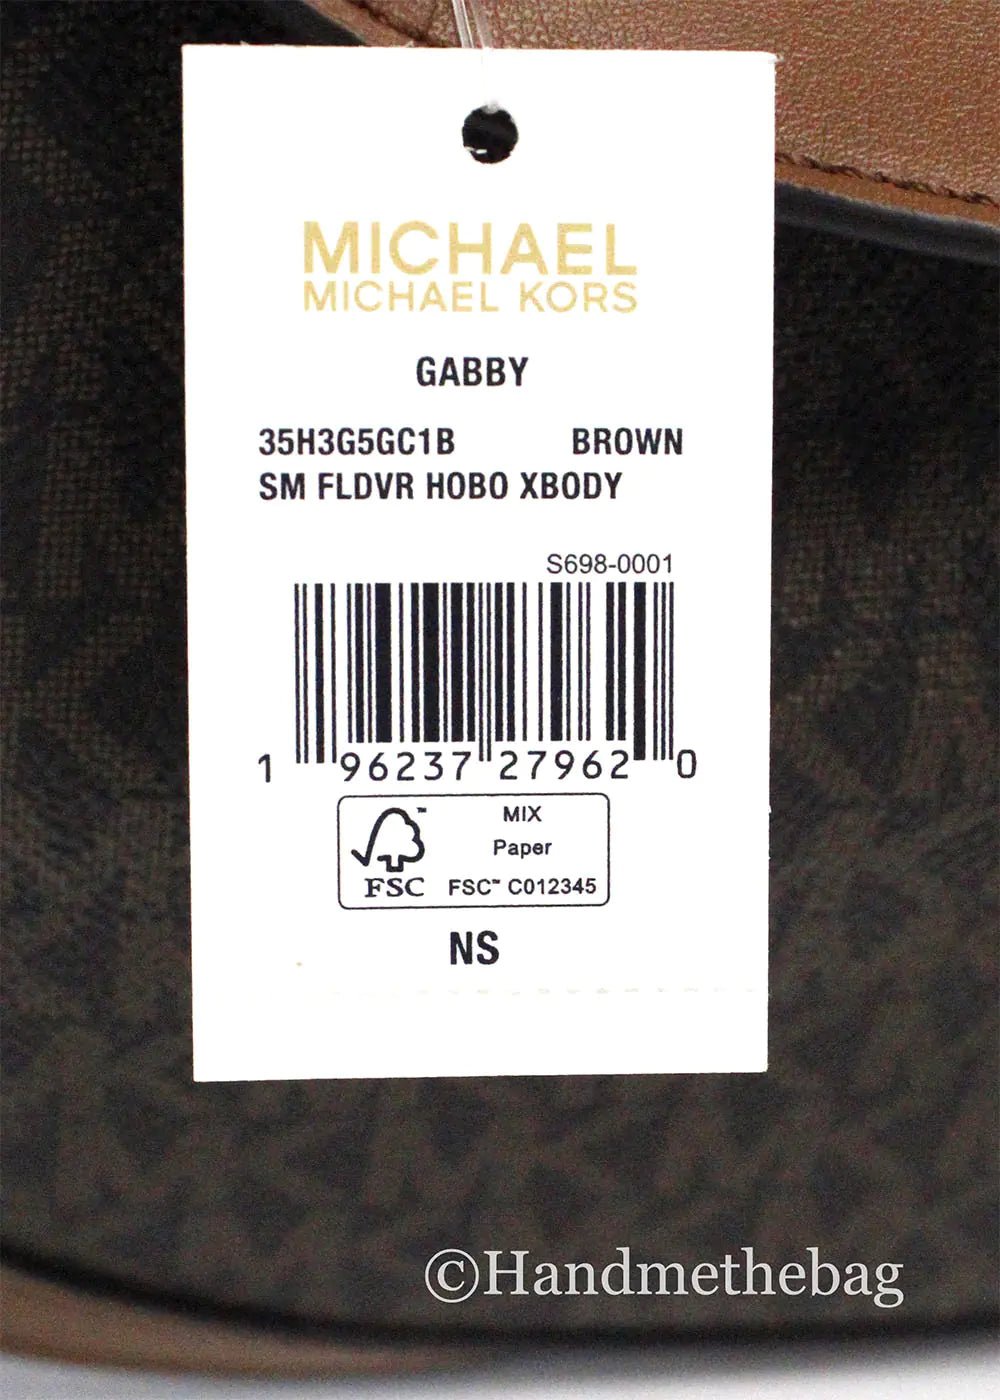 MICHAEL
MICHAEL KORS
GABBY
35H3G5GC1B BROWN
SM FLDVR HOBO XBODY
S698-0001
1 96237 27962 0
MIX
Paper
FSC™ C012345
FSC
NS
©Handmethebag